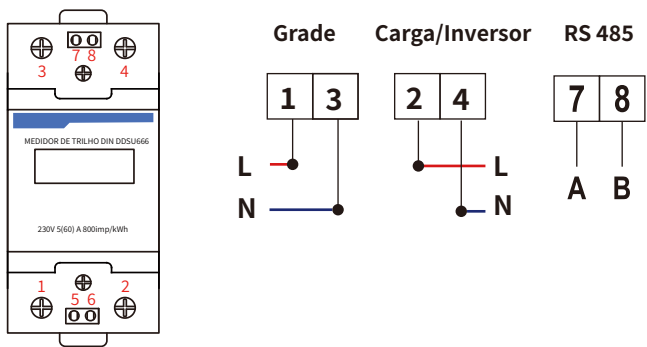 7 8
3 4
MEDIDOR DE TRILHO DIN DDSU666
230V 5(60) A 800imp/kWh
1 2
5 6
Grade
1 3
L
N
Carga/Inversor
2 4
L
N
RS 485
7 8
A B